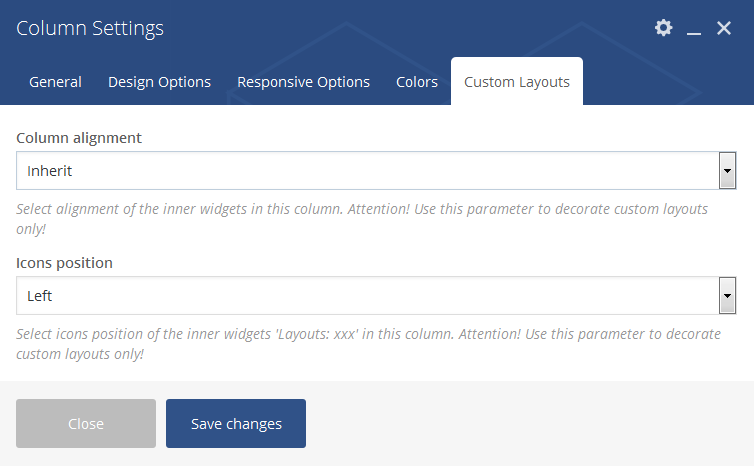 Column Settings
General Design Options Responsive Options Colors Custom Layouts
Column alignment
Inherit
Select alignment of the inner widgets in this column. Attention! Use this parameter to decorate custom layouts
only!
Icons position
Left
Select icons position of the inner widgets 'Layouts: xxx' in this column. Attention! Use this parameter to decorate
custom layouts only!
Close Save changes